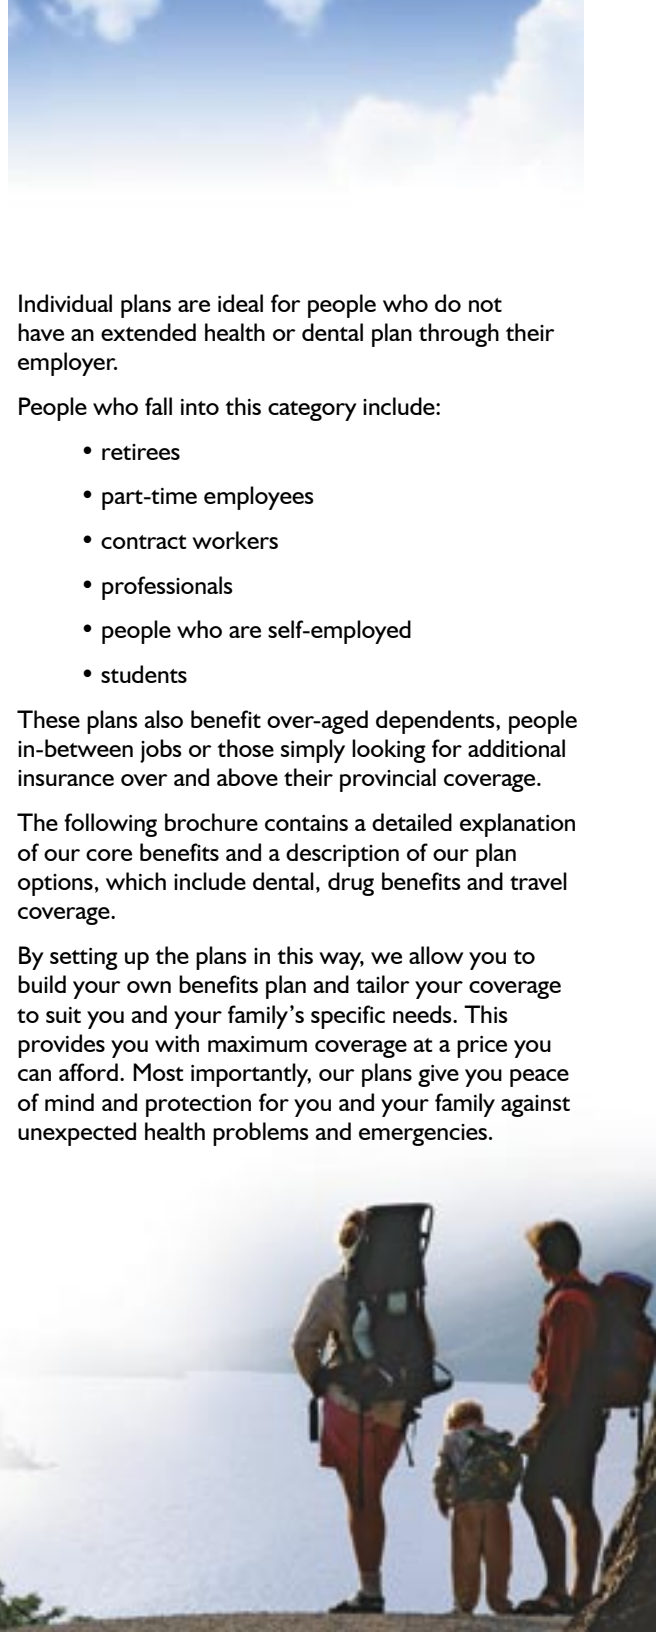 Individual plans are ideal for people who do not
have an extended health or dental plan through their
employer.
People who fall into this category include:
• retirees
• part-time employees
• contract workers
• professionals
• people who are self-employed
• students
These plans also benefit over-aged dependents, people
in-between jobs or those simply looking for additional
insurance over and above their provincial coverage.
The following brochure contains a detailed explanation
of our core benefits and a description of our plan
options, which include dental, drug benefits and travel
coverage.
By setting up the plans in this way, we allow you to
build your own benefits plan and tailor your coverage
to suit you and your family’s specific needs. This
provides you with maximum coverage at a price you
can afford. Most importantly, our plans give you peace
of mind and protection for you and your family against
unexpected health problems and emergencies.